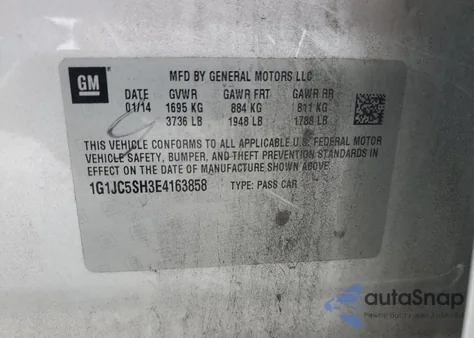 GM
MFD BY GENERAL MOTORS LLC
DATE GVWR GAWR FRT GAWR RR
01/14 1695 KG 884 KG 811 KG
3736 LB 1948 LB 1788 LB
THIS VEHICLE CONFORMS TO ALL APPLICABLE U.S. FEDERAL MOTOR
VEHICLE SAFETY, BUMPER, AND THEFT PREVENTION STANDARDS IN
EFFECT ON THE DATE OF MANUFACTURE SHOWN ABOVE.
1G1JC5SH3E4163858 TYPE: PASS CAR
autoSnap